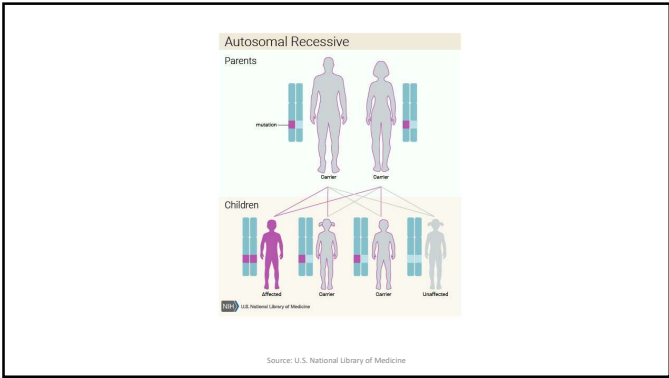 Autosomal Recessive
Parents
mutation
Carrier Carrier
Children
Affected Carrier Carrier Unaffected
NIH U.S. National Library of Medicine
Source: U.S. National Library of Medicine